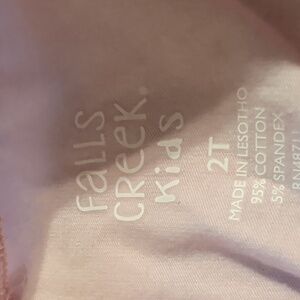 Falls
Creek.
Kids
2T
MADE IN LESOTHO
95% COTTON
5% SPANDEX